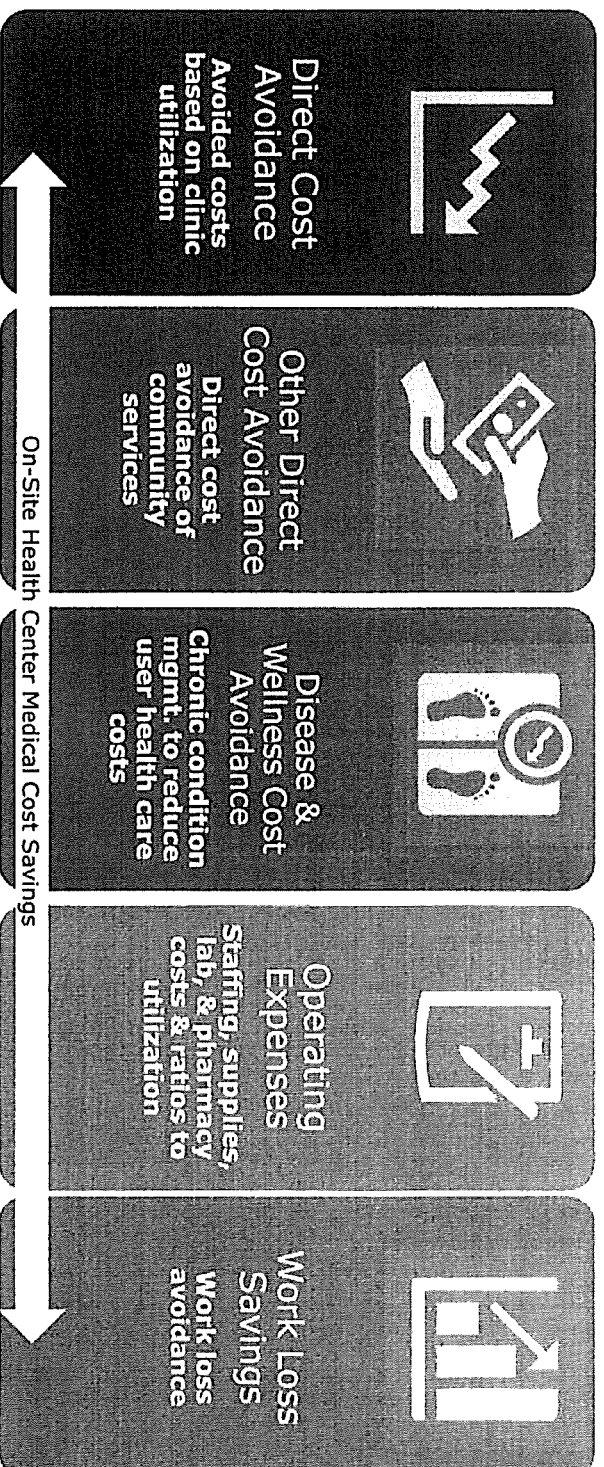 Direct Cost
Avoidance
Avoided costs
based on clinic
utilization
Other Direct
Cost Avoidance
Direct cost
avoidance of
community
services
Disease &
Wellness Cost
Avoidance
Chronic condition
mgmt. to reduce
user health care
costs
Operating
Expenses
Staffing, supplies,
lab, & pharmacy
costs & ratios to
utilization
Work Loss
Savings
Work loss
avoidance
On-Site Health Center Medical Cost Savings